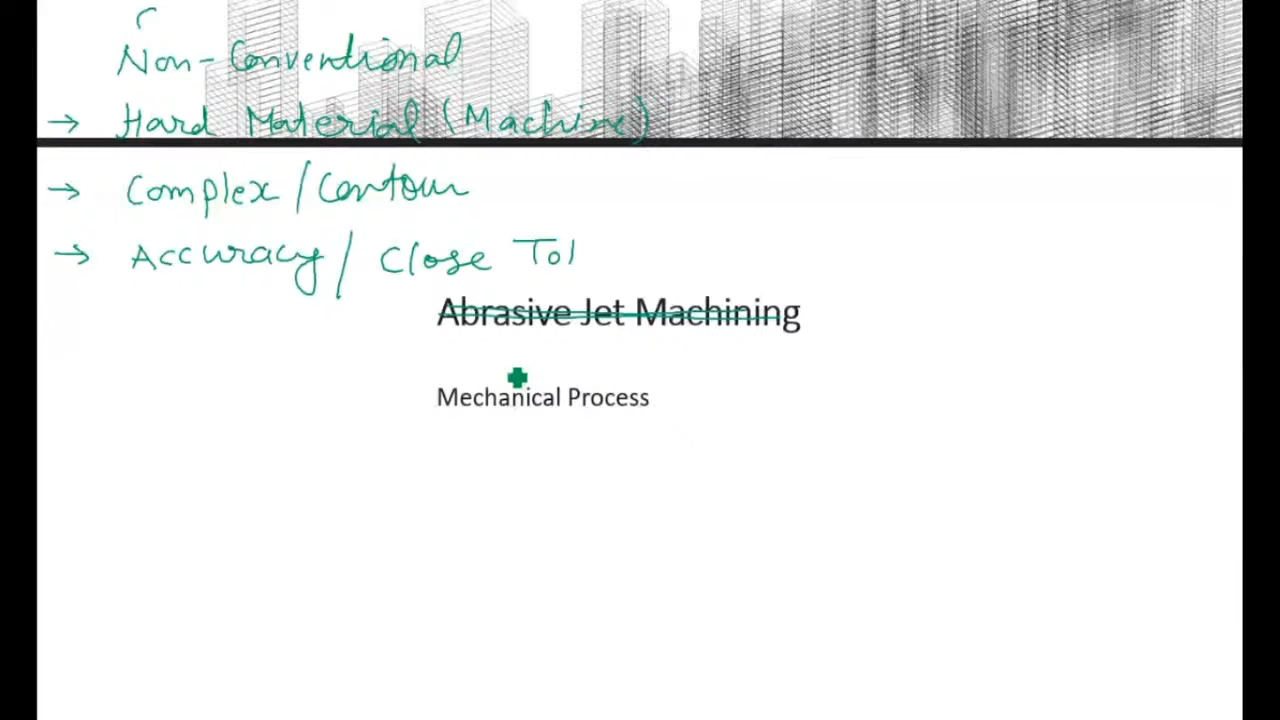 Non-Conventional
→ Hard Material (Machine)
→ Complex / Contour
→ Accuracy / Close Tol
Abrasive Jet Machining
Mechanical Process